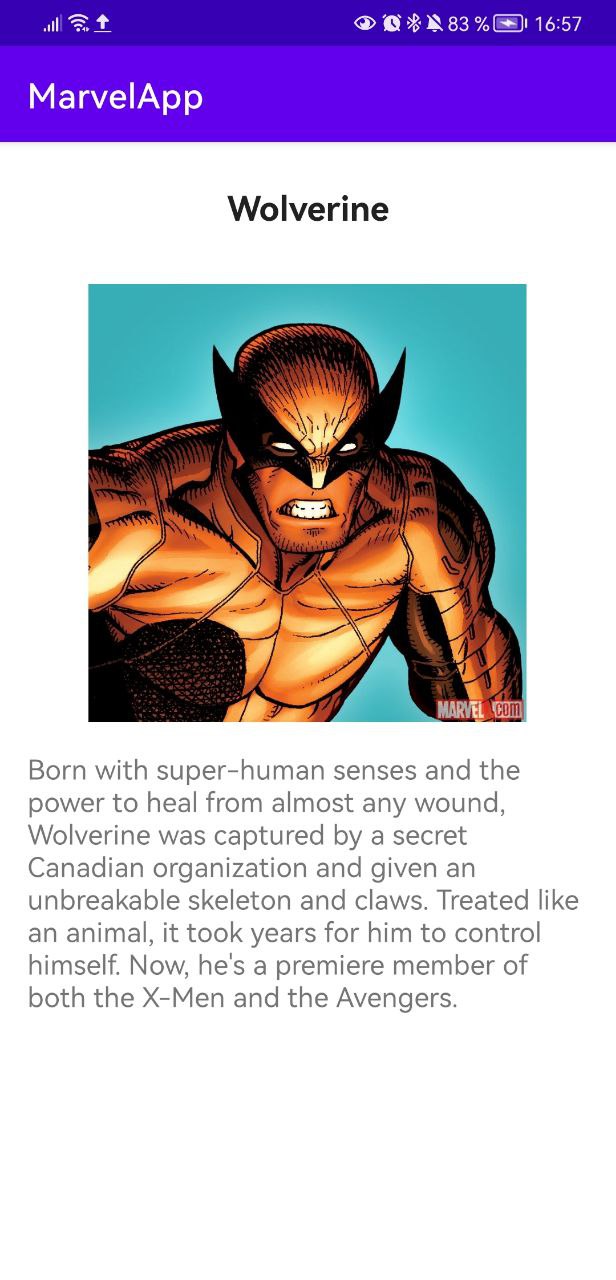 83 % 16:57
MarvelApp
Wolverine
MARVEL .com
Born with super-human senses and the
power to heal from almost any wound,
Wolverine was captured by a secret
Canadian organization and given an
unbreakable skeleton and claws. Treated like
an animal, it took years for him to control
himself. Now, he's a premiere member of
both the X-Men and the Avengers.